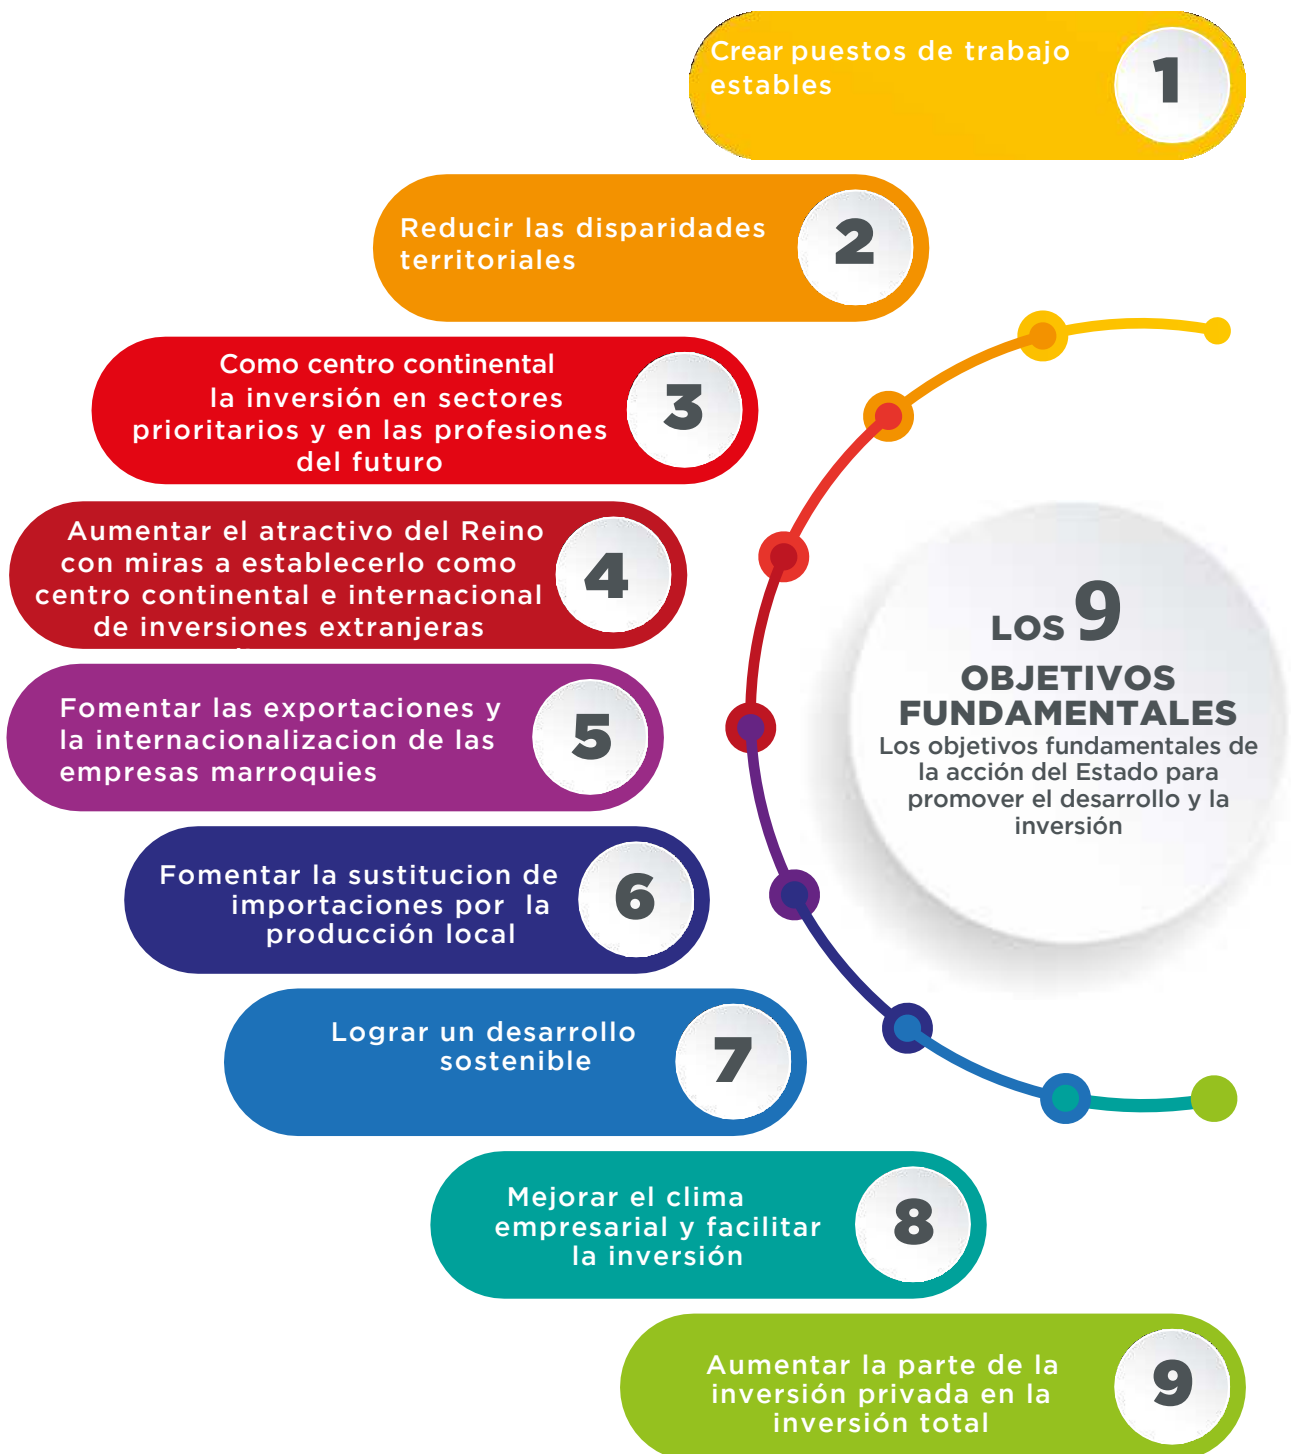 Crear puestos de trabajo
estables
1
Reducir las disparidades
territoriales
2
Como centro continental
la inversión en sectores
prioritarios y en las profesiones
del futuro
3
Aumentar el atractivo del Reino
con miras a establecerlo como
centro continental e internacional
de inversiones extranjeras
4
Fomentar las exportaciones y
la internacionalizacion de las
empresas marroquies
5
Fomentar la sustitucion de
importaciones por la
producción local
6
Lograr un desarrollo
sostenible
7
Mejorar el clima
empresarial y facilitar
la inversión
8
Aumentar la parte de la
inversión privada en la
inversión total
9
LOS 9
OBJETIVOS
FUNDAMENTALES
Los objetivos fundamentales de
la acción del Estado para
promover el desarrollo y la
inversión